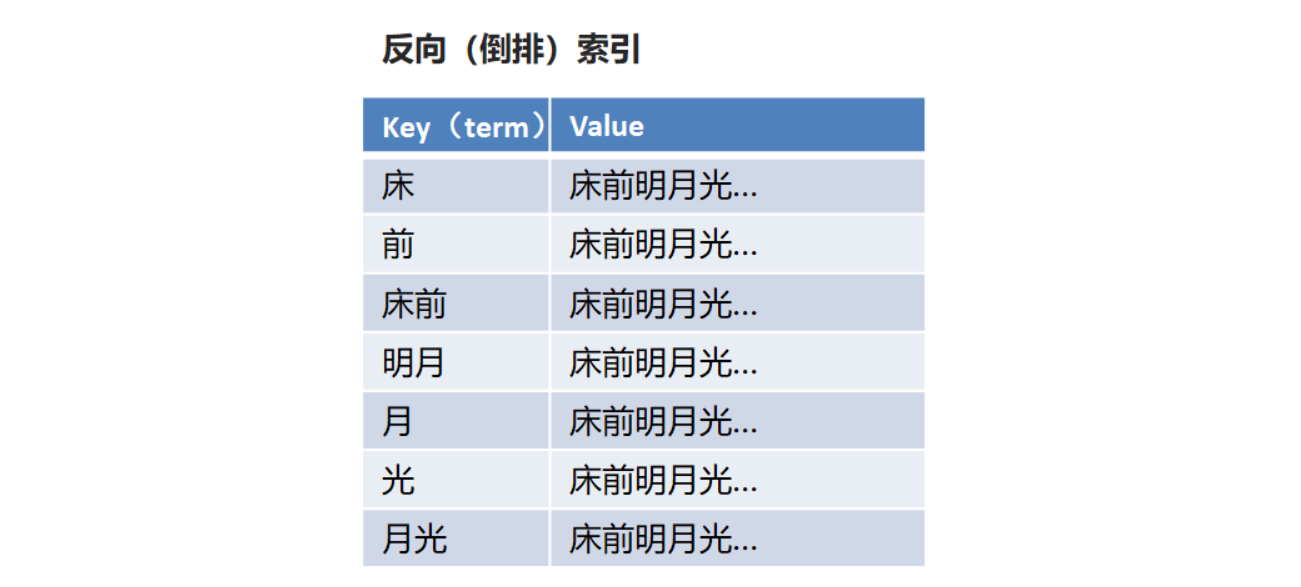 反向（倒排）索引
Key（term） Value
床 床前明月光...
前 床前明月光...
床前 床前明月光...
明月 床前明月光...
月 床前明月光...
光 床前明月光...
月光 床前明月光...